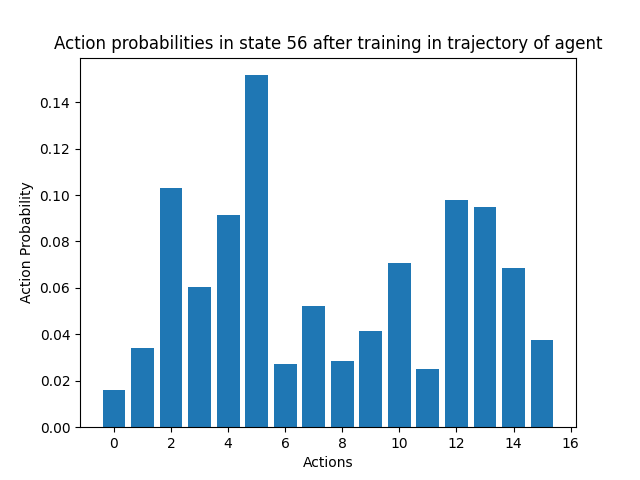 Action probabilities in state 56 after training in trajectory of agent
0.14
0.12
0.10
0.08
0.06
0.04
0.02
0.00
Action Probability
0 2 4 6 8 10 12 14 16
Actions